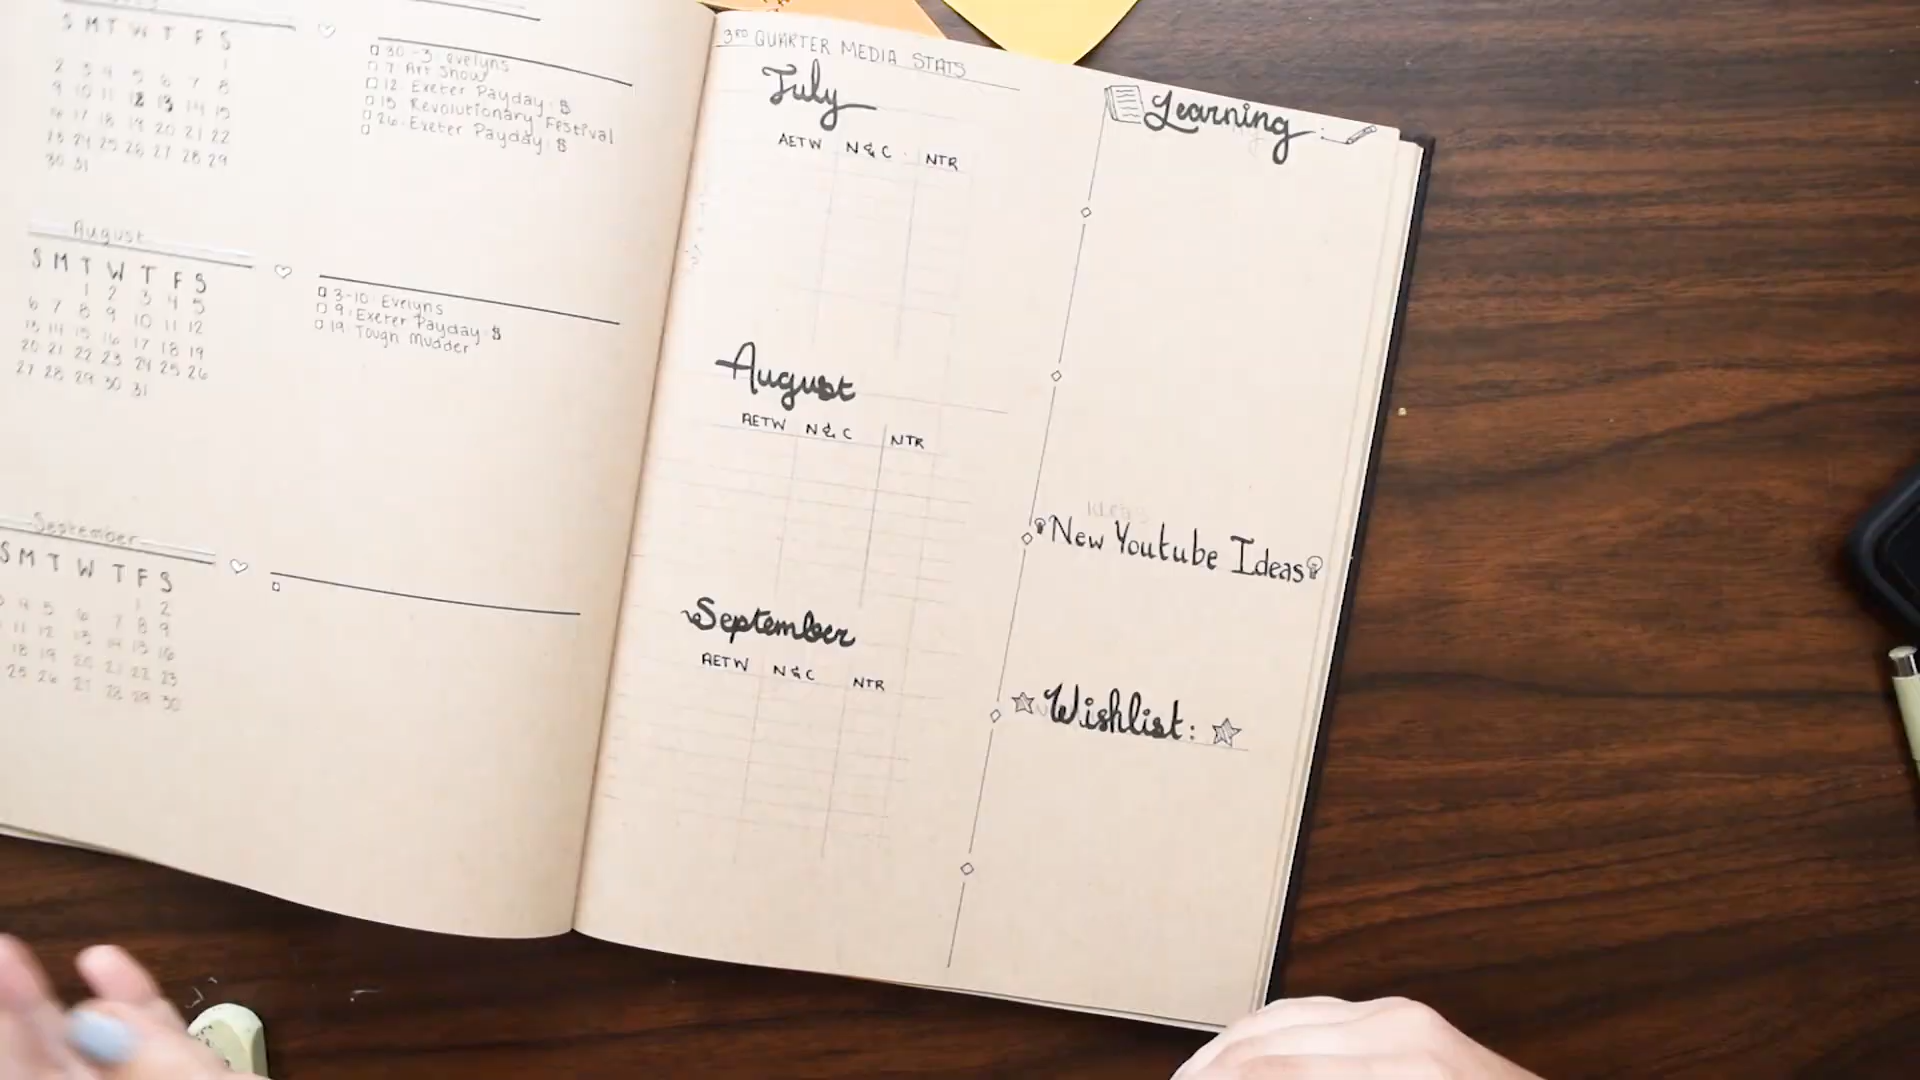 S M T W T F S
1
2 3 4 5 6 7 8
9 10 11 12 13 14 15
16 17 18 19 20 21 22
23 24 25 26 27 28 29
30 31
30-3: Evelyns
7: Art Show
12: Exeter Payday: $
15: Revolutionary Festival
26: Exeter Payday: $
August
S M T W T F S
1 2 3 4 5
6 7 8 9 10 11 12
13 14 15 16 17 18 19
20 21 22 23 24 25 26
27 28 29 30 31
3-10: Evelyns
9: Exeter Payday: $
19: Tough Mudder
September
S M T W T F S
1 2
4 5 6 7 8 9
11 12 13 14 15 16
18 19 20 21 22 23
25 26 27 28 29 30
3RD QUARTER MEDIA STATS
July
AETW N&C NTR
August
AETW N&C NTR
September
AETW N&C NTR
Learning:
Ideas
New Youtube Ideas
Wishlist: